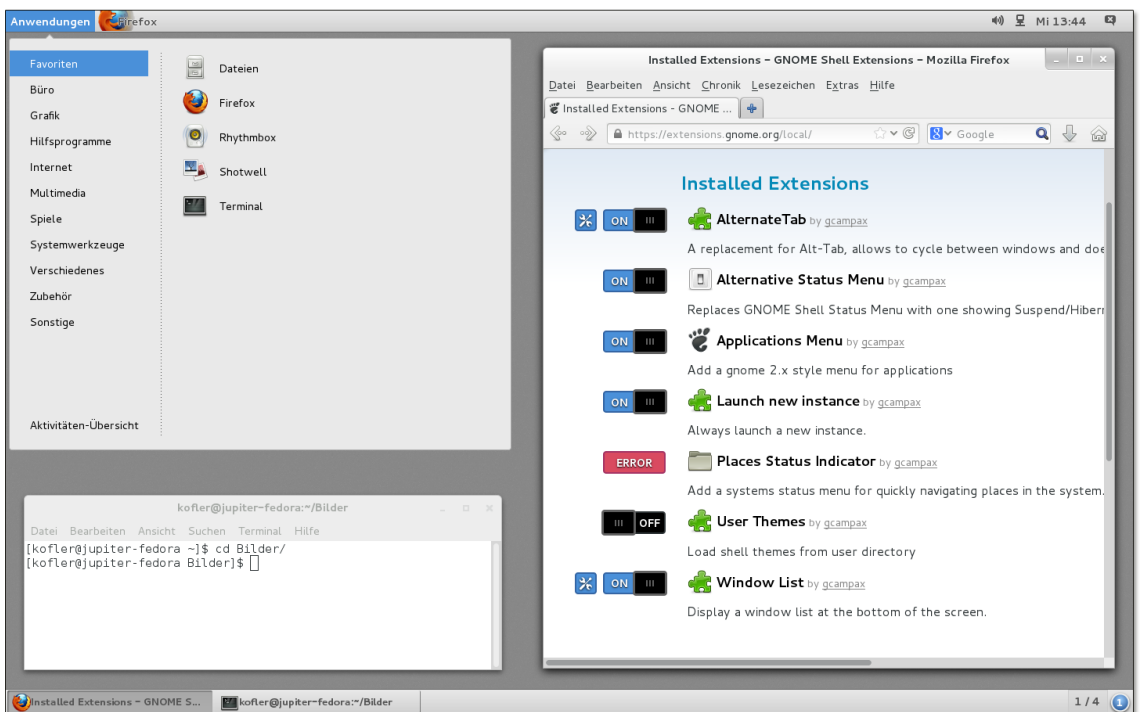 Anwendungen Firefox Mi 13:44
Favoriten
Büro
Grafik
Hilfsprogramme
Internet
Multimedia
Spiele
Systemwerkzeuge
Verschiedenes
Zubehör
Sonstige
Aktivitäten-Übersicht
Dateien
Firefox
Rhythmbox
Shotwell
Terminal
kofler@jupiter-fedora:~/Bilder
Datei Bearbeiten Ansicht Suchen Terminal Hilfe
[kofler@jupiter-fedora ~]$ cd Bilder/
[kofler@jupiter-fedora Bilder]$
Installed Extensions – GNOME Shell Extensions – Mozilla Firefox
Datei Bearbeiten Ansicht Chronik Lesezeichen Extras Hilfe
Installed Extensions - GNOME ...
https://extensions.gnome.org/local/ 8 Google
Installed Extensions
ON AlternateTab by gcampax
A replacement for Alt-Tab, allows to cycle between windows and doe
ON Alternative Status Menu by gcampax
Replaces GNOME Shell Status Menu with one showing Suspend/Hiber
ON Applications Menu by gcampax
Add a gnome 2.x style menu for applications
ON Launch new instance by gcampax
Always launch a new instance.
ERROR Places Status Indicator by gcampax
Add a systems status menu for quickly navigating places in the system.
OFF User Themes by gcampax
Load shell themes from user directory
ON Window List by gcampax
Display a window list at the bottom of the screen.
Installed Extensions – GNOME S... kofler@jupiter-fedora:~/Bilder 1 / 4 1